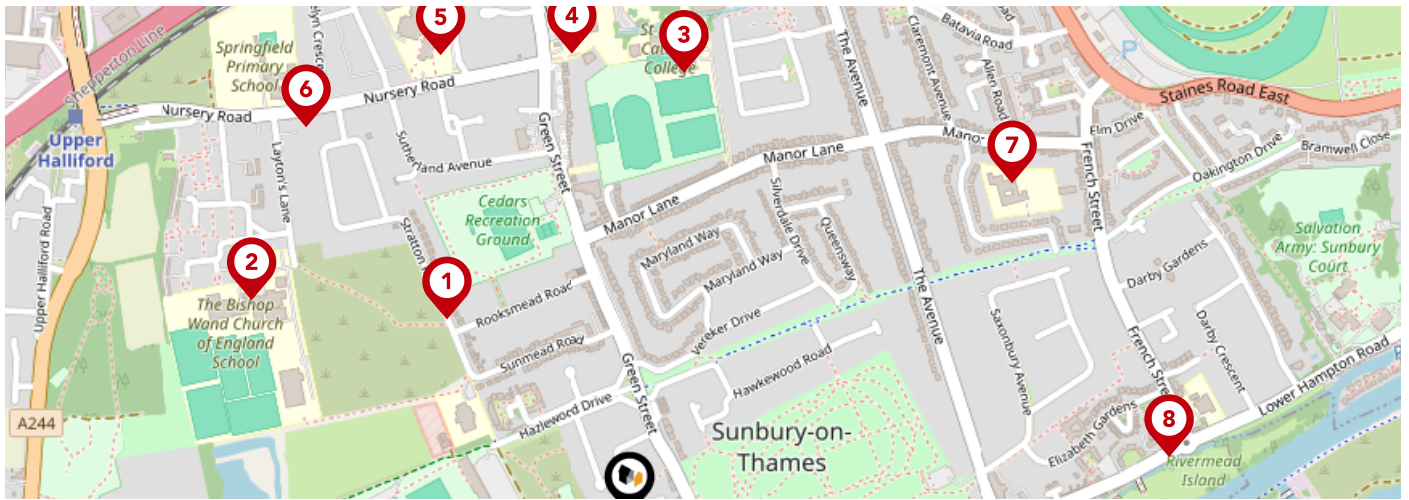 5
4
3
Springfield
Primary
School
Shepperton Line
6
Nursery Road
Nursery Road
St
College
The Avenue
Claremont Avenue
Batavia Road
Allen Road
P
Staines Road East
Elm Drive
Oakington Drive
Bramwell Close
Upper
Halliford
Layton's Lane
Sutherland Avenue
Green Street
Manor Lane
Manor Lane
Mano
7
French Street
Upper Halliford Road
Cedars
Recreation
Ground
Stratton
Silverdale Drive
Queensway
Maryland Way
Maryland Way
Salvation
Army: Sunbury
Court
2
1
The Bishop
Wand Church
of England
School
Rooksmead Road
Sunmead Road
Vereker Drive
Green Street
Hawkewood Road
Hazlewood Drive
The Avenue
Saxonbury Avenue
Darby Gardens
Darby Crescent
French Stre
Lower Hampton Road
Elizabeth Gardens
A244
Sunbury-on-
Thames
8
Rivermead
Island